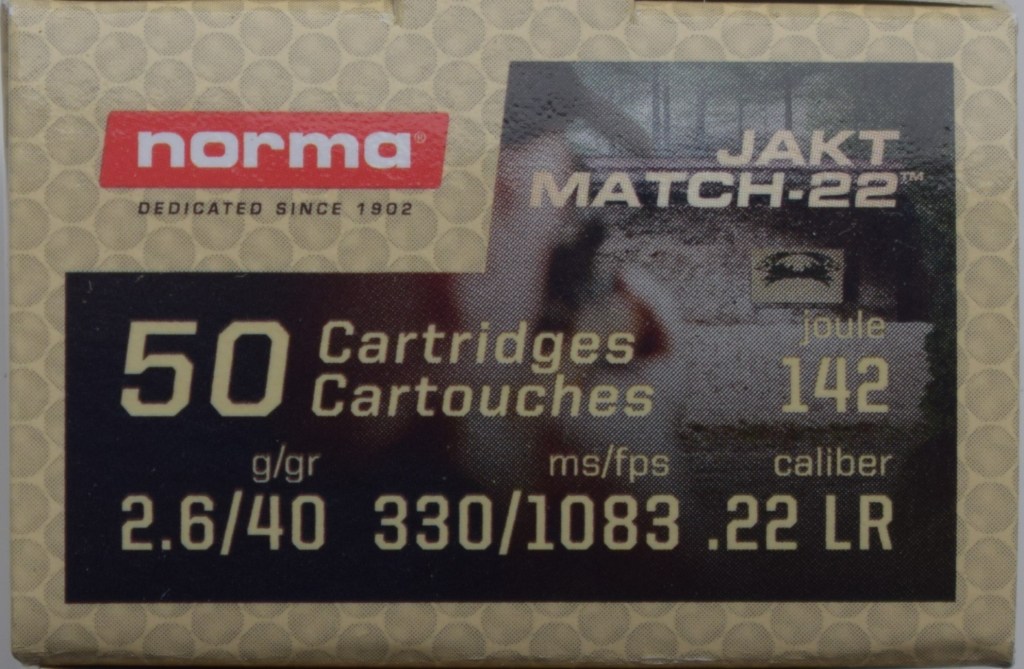 norma®
DEDICATED SINCE 1902
JAKT
MATCH-22™
50 Cartridges
Cartouches
joule
142
g/gr
2.6/40
ms/fps
330/1083
caliber
.22 LR